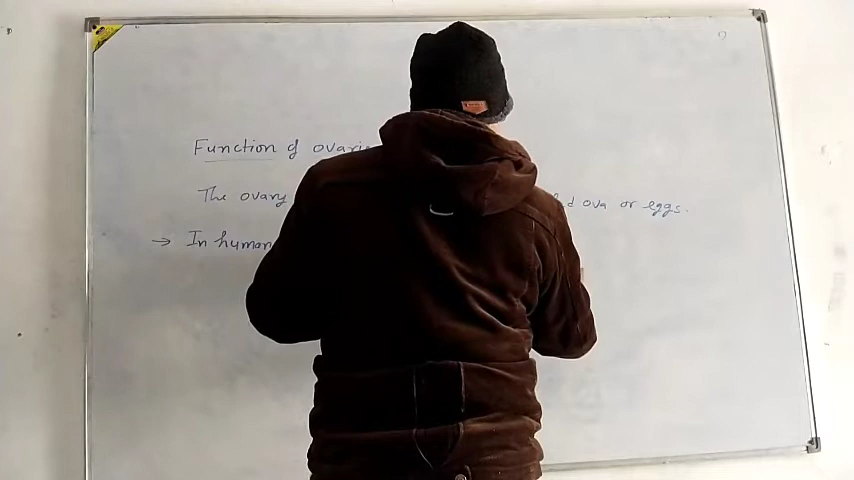 Function of ovari
The ovary ova or eggs.
→ In human